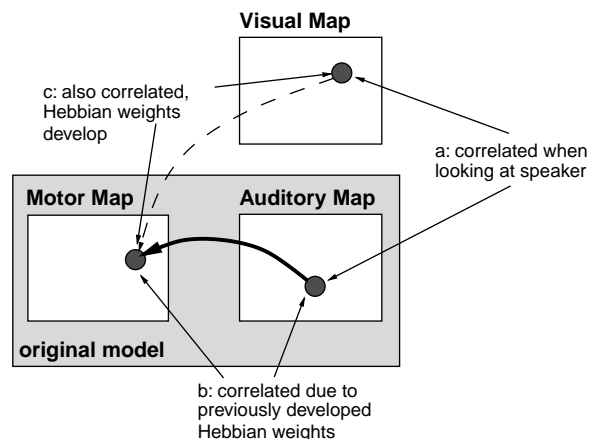 Visual Map
c: also correlated,
Hebbian weights
develop
a: correlated when
looking at speaker
Motor Map
Auditory Map
original model
b: correlated due to
previously developed
Hebbian weights